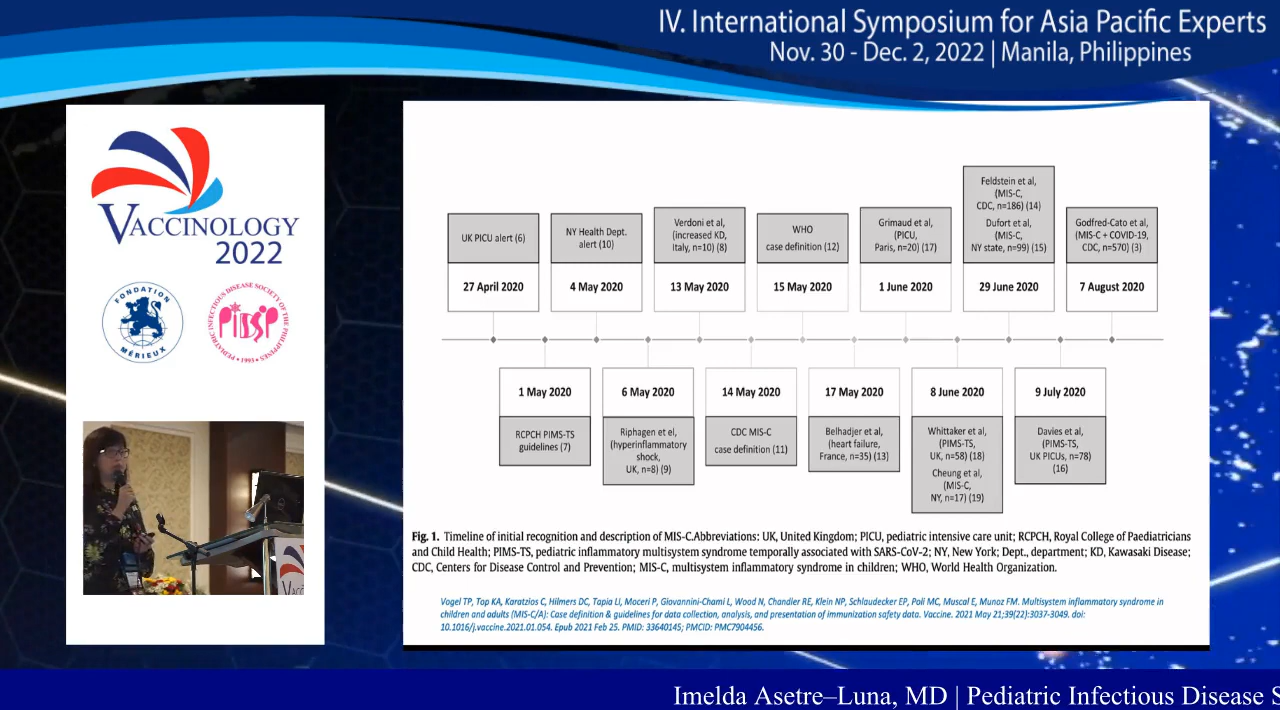 IV. International Symposium for Asia Pacific Experts
Nov. 30 - Dec. 2, 2022 | Manila, Philippines
VACCINOLOGY
2022
FONDATION
MÉRIEUX
PEDIATRIC INFECTIOUS DISEASE SOCIETY OF THE PHILIPPINES
PIDSP
• 1993 •
UK PICU alert (6)
27 April 2020
NY Health Dept.
alert (10)
4 May 2020
Verdoni et al,
(increased KD,
Italy, n=10) (8)
13 May 2020
WHO
case definition (12)
15 May 2020
Grimaud et al,
(PICU,
Paris, n=20) (17)
1 June 2020
Feldstein et al,
(MIS-C,
CDC, n=186) (14)
Dufort et al,
(MIS-C,
NY state, n=99) (15)
29 June 2020
Godfred-Cato et al,
(MIS-C + COVID-19,
CDC, n=570) (3)
7 August 2020
1 May 2020
RCPCH PIMS-TS
guidelines (7)
6 May 2020
Riphagen et el,
(hyperinflammatory
shock,
UK, n=8) (9)
14 May 2020
CDC MIS-C
case definition (11)
17 May 2020
Belhadjer et al,
(heart failure,
France, n=35) (13)
8 June 2020
Whittaker et al,
(PIMS-TS,
UK, n=58) (18)
Cheung et al,
(MIS-C,
NY, n=17) (19)
9 July 2020
Davies et al,
(PIMS-TS,
UK PICUs, n=78)
(16)
Fig. 1. Timeline of initial recognition and description of MIS-C.Abbreviations: UK, United Kingdom; PICU, pediatric intensive care unit; RCPCH, Royal College of Paediatricians
and Child Health; PIMS-TS, pediatric inflammatory multisystem syndrome temporally associated with SARS-CoV-2; NY, New York; Dept., department; KD, Kawasaki Disease;
CDC, Centers for Disease Control and Prevention; MIS-C, multisystem inflammatory syndrome in children; WHO, World Health Organization.
Vogel TP, Top KA, Karatzios C, Hilmers DC, Tapia LI, Moceri P, Giovannini-Chami L, Wood N, Chandler RE, Klein NP, Schlaudecker EP, Poli MC, Muscal E, Munoz FM. Multisystem inflammatory syndrome in
children and adults (MIS-C/A): Case definition & guidelines for data collection, analysis, and presentation of immunization safety data. Vaccine. 2021 May 21;39(22):3037-3049. doi:
10.1016/j.vaccine.2021.01.054. Epub 2021 Feb 25. PMID: 33640145; PMCID: PMC7904456.
VACC
Imelda Asetre–Luna, MD | Pediatric Infectious Disease S